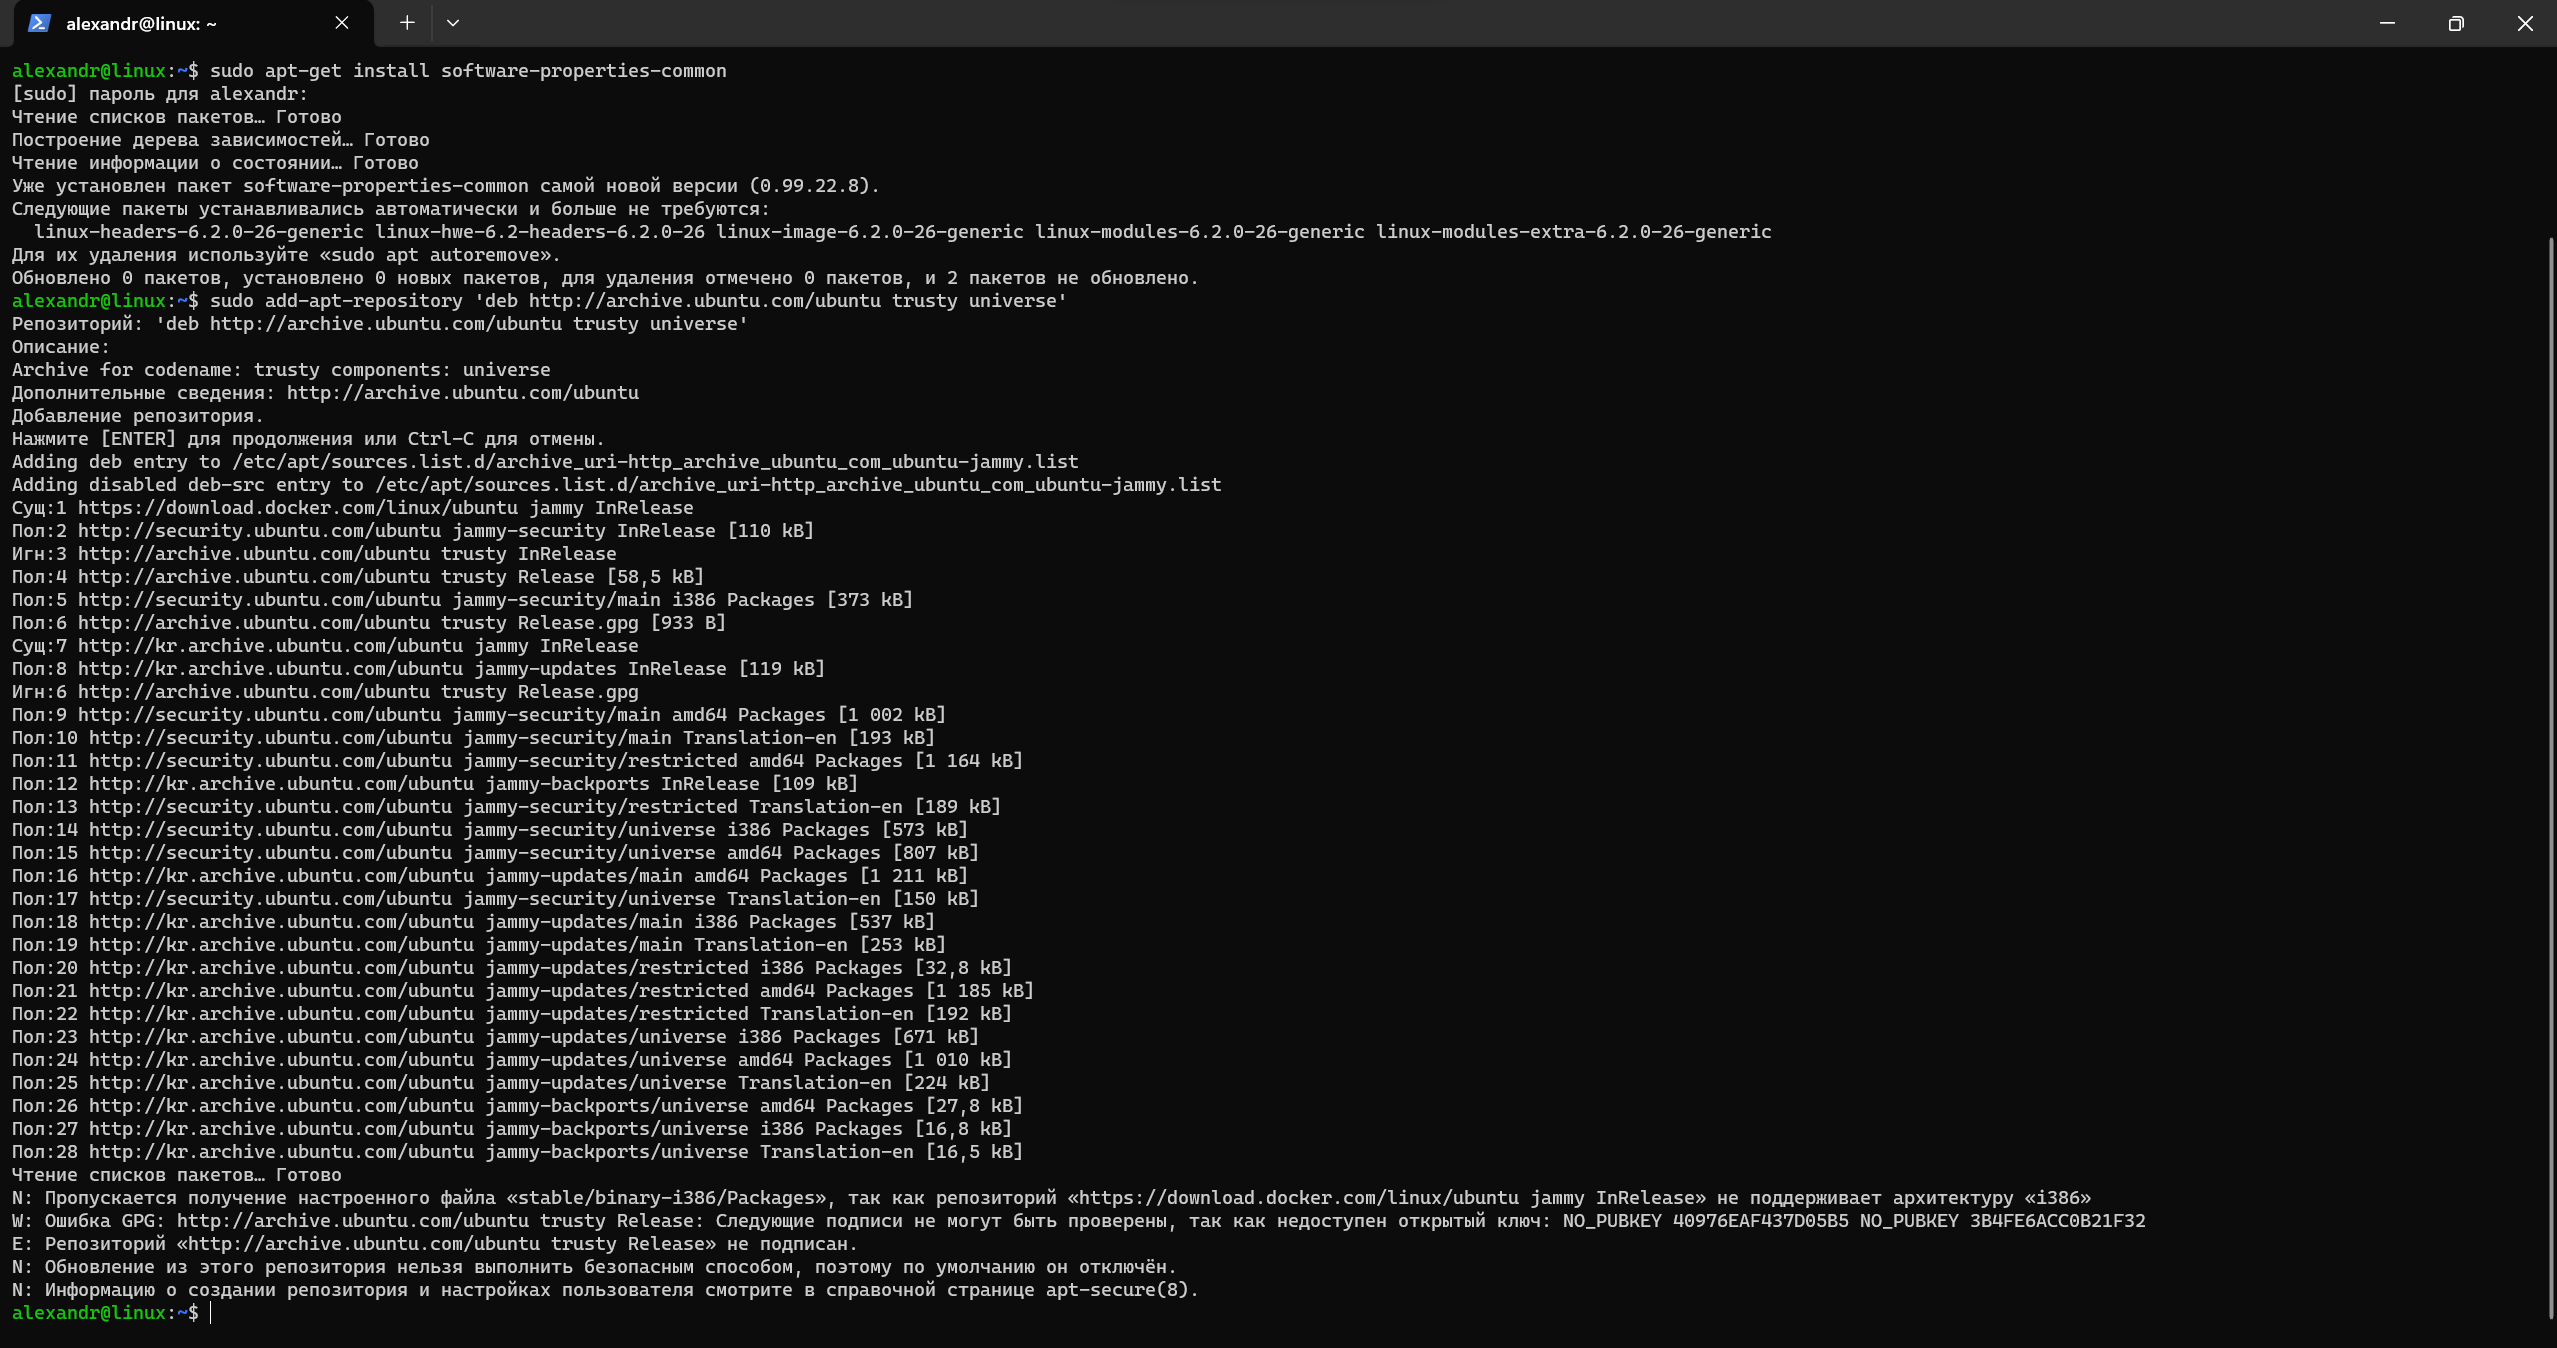 alexandr@linux: ~
alexandr@linux:~$ sudo apt-get install software-properties-common
[sudo] пароль для alexandr:
Чтение списков пакетов… Готово
Построение дерева зависимостей… Готово
Чтение информации о состоянии… Готово
Уже установлен пакет software-properties-common самой новой версии (0.99.22.8).
Следующие пакеты устанавливались автоматически и больше не требуются:
  linux-headers-6.2.0-26-generic linux-hwe-6.2-headers-6.2.0-26 linux-image-6.2.0-26-generic linux-modules-6.2.0-26-generic linux-modules-extra-6.2.0-26-generic
Для их удаления используйте «sudo apt autoremove».
Обновлено 0 пакетов, установлено 0 новых пакетов, для удаления отмечено 0 пакетов, и 2 пакетов не обновлено.
alexandr@linux:~$ sudo add-apt-repository 'deb http://archive.ubuntu.com/ubuntu trusty universe'
Репозиторий: 'deb http://archive.ubuntu.com/ubuntu trusty universe'
Описание:
Archive for codename: trusty components: universe
Дополнительные сведения: http://archive.ubuntu.com/ubuntu
Добавление репозитория.
Нажмите [ENTER] для продолжения или Ctrl-C для отмены.
Adding deb entry to /etc/apt/sources.list.d/archive_uri-http_archive_ubuntu_com_ubuntu-jammy.list
Adding disabled deb-src entry to /etc/apt/sources.list.d/archive_uri-http_archive_ubuntu_com_ubuntu-jammy.list
Сущ:1 https://download.docker.com/linux/ubuntu jammy InRelease
Пол:2 http://security.ubuntu.com/ubuntu jammy-security InRelease [110 kB]
Игн:3 http://archive.ubuntu.com/ubuntu trusty InRelease
Пол:4 http://archive.ubuntu.com/ubuntu trusty Release [58,5 kB]
Пол:5 http://security.ubuntu.com/ubuntu jammy-security/main i386 Packages [373 kB]
Пол:6 http://archive.ubuntu.com/ubuntu trusty Release.gpg [933 B]
Сущ:7 http://kr.archive.ubuntu.com/ubuntu jammy InRelease
Пол:8 http://kr.archive.ubuntu.com/ubuntu jammy-updates InRelease [119 kB]
Игн:6 http://archive.ubuntu.com/ubuntu trusty Release.gpg
Пол:9 http://security.ubuntu.com/ubuntu jammy-security/main amd64 Packages [1 002 kB]
Пол:10 http://security.ubuntu.com/ubuntu jammy-security/main Translation-en [193 kB]
Пол:11 http://security.ubuntu.com/ubuntu jammy-security/restricted amd64 Packages [1 164 kB]
Пол:12 http://kr.archive.ubuntu.com/ubuntu jammy-backports InRelease [109 kB]
Пол:13 http://security.ubuntu.com/ubuntu jammy-security/restricted Translation-en [189 kB]
Пол:14 http://security.ubuntu.com/ubuntu jammy-security/universe i386 Packages [573 kB]
Пол:15 http://security.ubuntu.com/ubuntu jammy-security/universe amd64 Packages [807 kB]
Пол:16 http://kr.archive.ubuntu.com/ubuntu jammy-updates/main amd64 Packages [1 211 kB]
Пол:17 http://security.ubuntu.com/ubuntu jammy-security/universe Translation-en [150 kB]
Пол:18 http://kr.archive.ubuntu.com/ubuntu jammy-updates/main i386 Packages [537 kB]
Пол:19 http://kr.archive.ubuntu.com/ubuntu jammy-updates/main Translation-en [253 kB]
Пол:20 http://kr.archive.ubuntu.com/ubuntu jammy-updates/restricted i386 Packages [32,8 kB]
Пол:21 http://kr.archive.ubuntu.com/ubuntu jammy-updates/restricted amd64 Packages [1 185 kB]
Пол:22 http://kr.archive.ubuntu.com/ubuntu jammy-updates/restricted Translation-en [192 kB]
Пол:23 http://kr.archive.ubuntu.com/ubuntu jammy-updates/universe i386 Packages [671 kB]
Пол:24 http://kr.archive.ubuntu.com/ubuntu jammy-updates/universe amd64 Packages [1 010 kB]
Пол:25 http://kr.archive.ubuntu.com/ubuntu jammy-updates/universe Translation-en [224 kB]
Пол:26 http://kr.archive.ubuntu.com/ubuntu jammy-backports/universe amd64 Packages [27,8 kB]
Пол:27 http://kr.archive.ubuntu.com/ubuntu jammy-backports/universe i386 Packages [16,8 kB]
Пол:28 http://kr.archive.ubuntu.com/ubuntu jammy-backports/universe Translation-en [16,5 kB]
Чтение списков пакетов… Готово
N: Пропускается получение настроенного файла «stable/binary-i386/Packages», так как репозиторий «https://download.docker.com/linux/ubuntu jammy InRelease» не поддерживает архитектуру «i386»
W: Ошибка GPG: http://archive.ubuntu.com/ubuntu trusty Release: Следующие подписи не могут быть проверены, так как недоступен открытый ключ: NO_PUBKEY 40976EAF437D05B5 NO_PUBKEY 3B4FE6ACC0B21F32
E: Репозиторий «http://archive.ubuntu.com/ubuntu trusty Release» не подписан.
N: Обновление из этого репозитория нельзя выполнить безопасным способом, поэтому по умолчанию он отключён.
N: Информацию о создании репозитория и настройках пользователя смотрите в справочной странице apt-secure(8).
alexandr@linux:~$